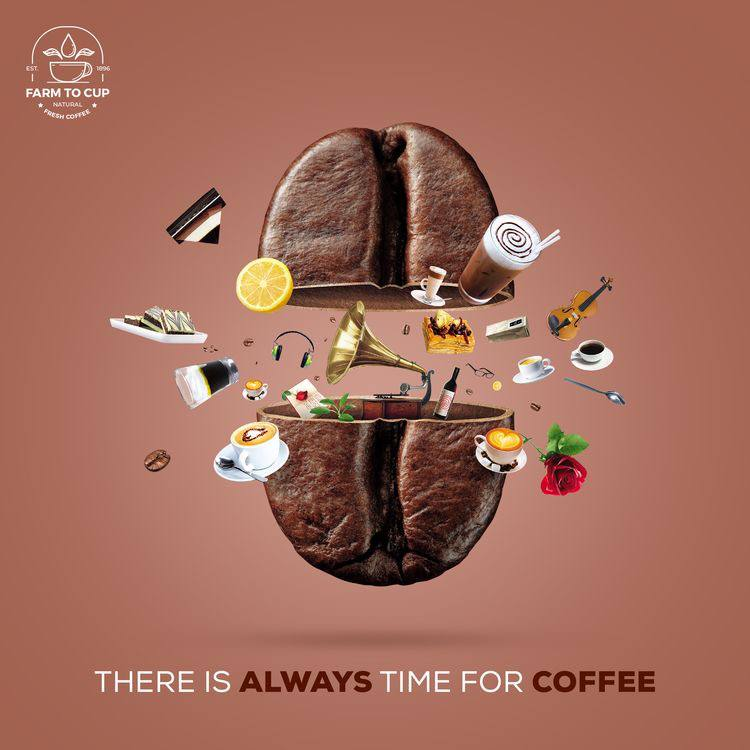 EST. 1896
FARM TO CUP
NATURAL
FRESH COFFEE
THERE IS ALWAYS TIME FOR COFFEE